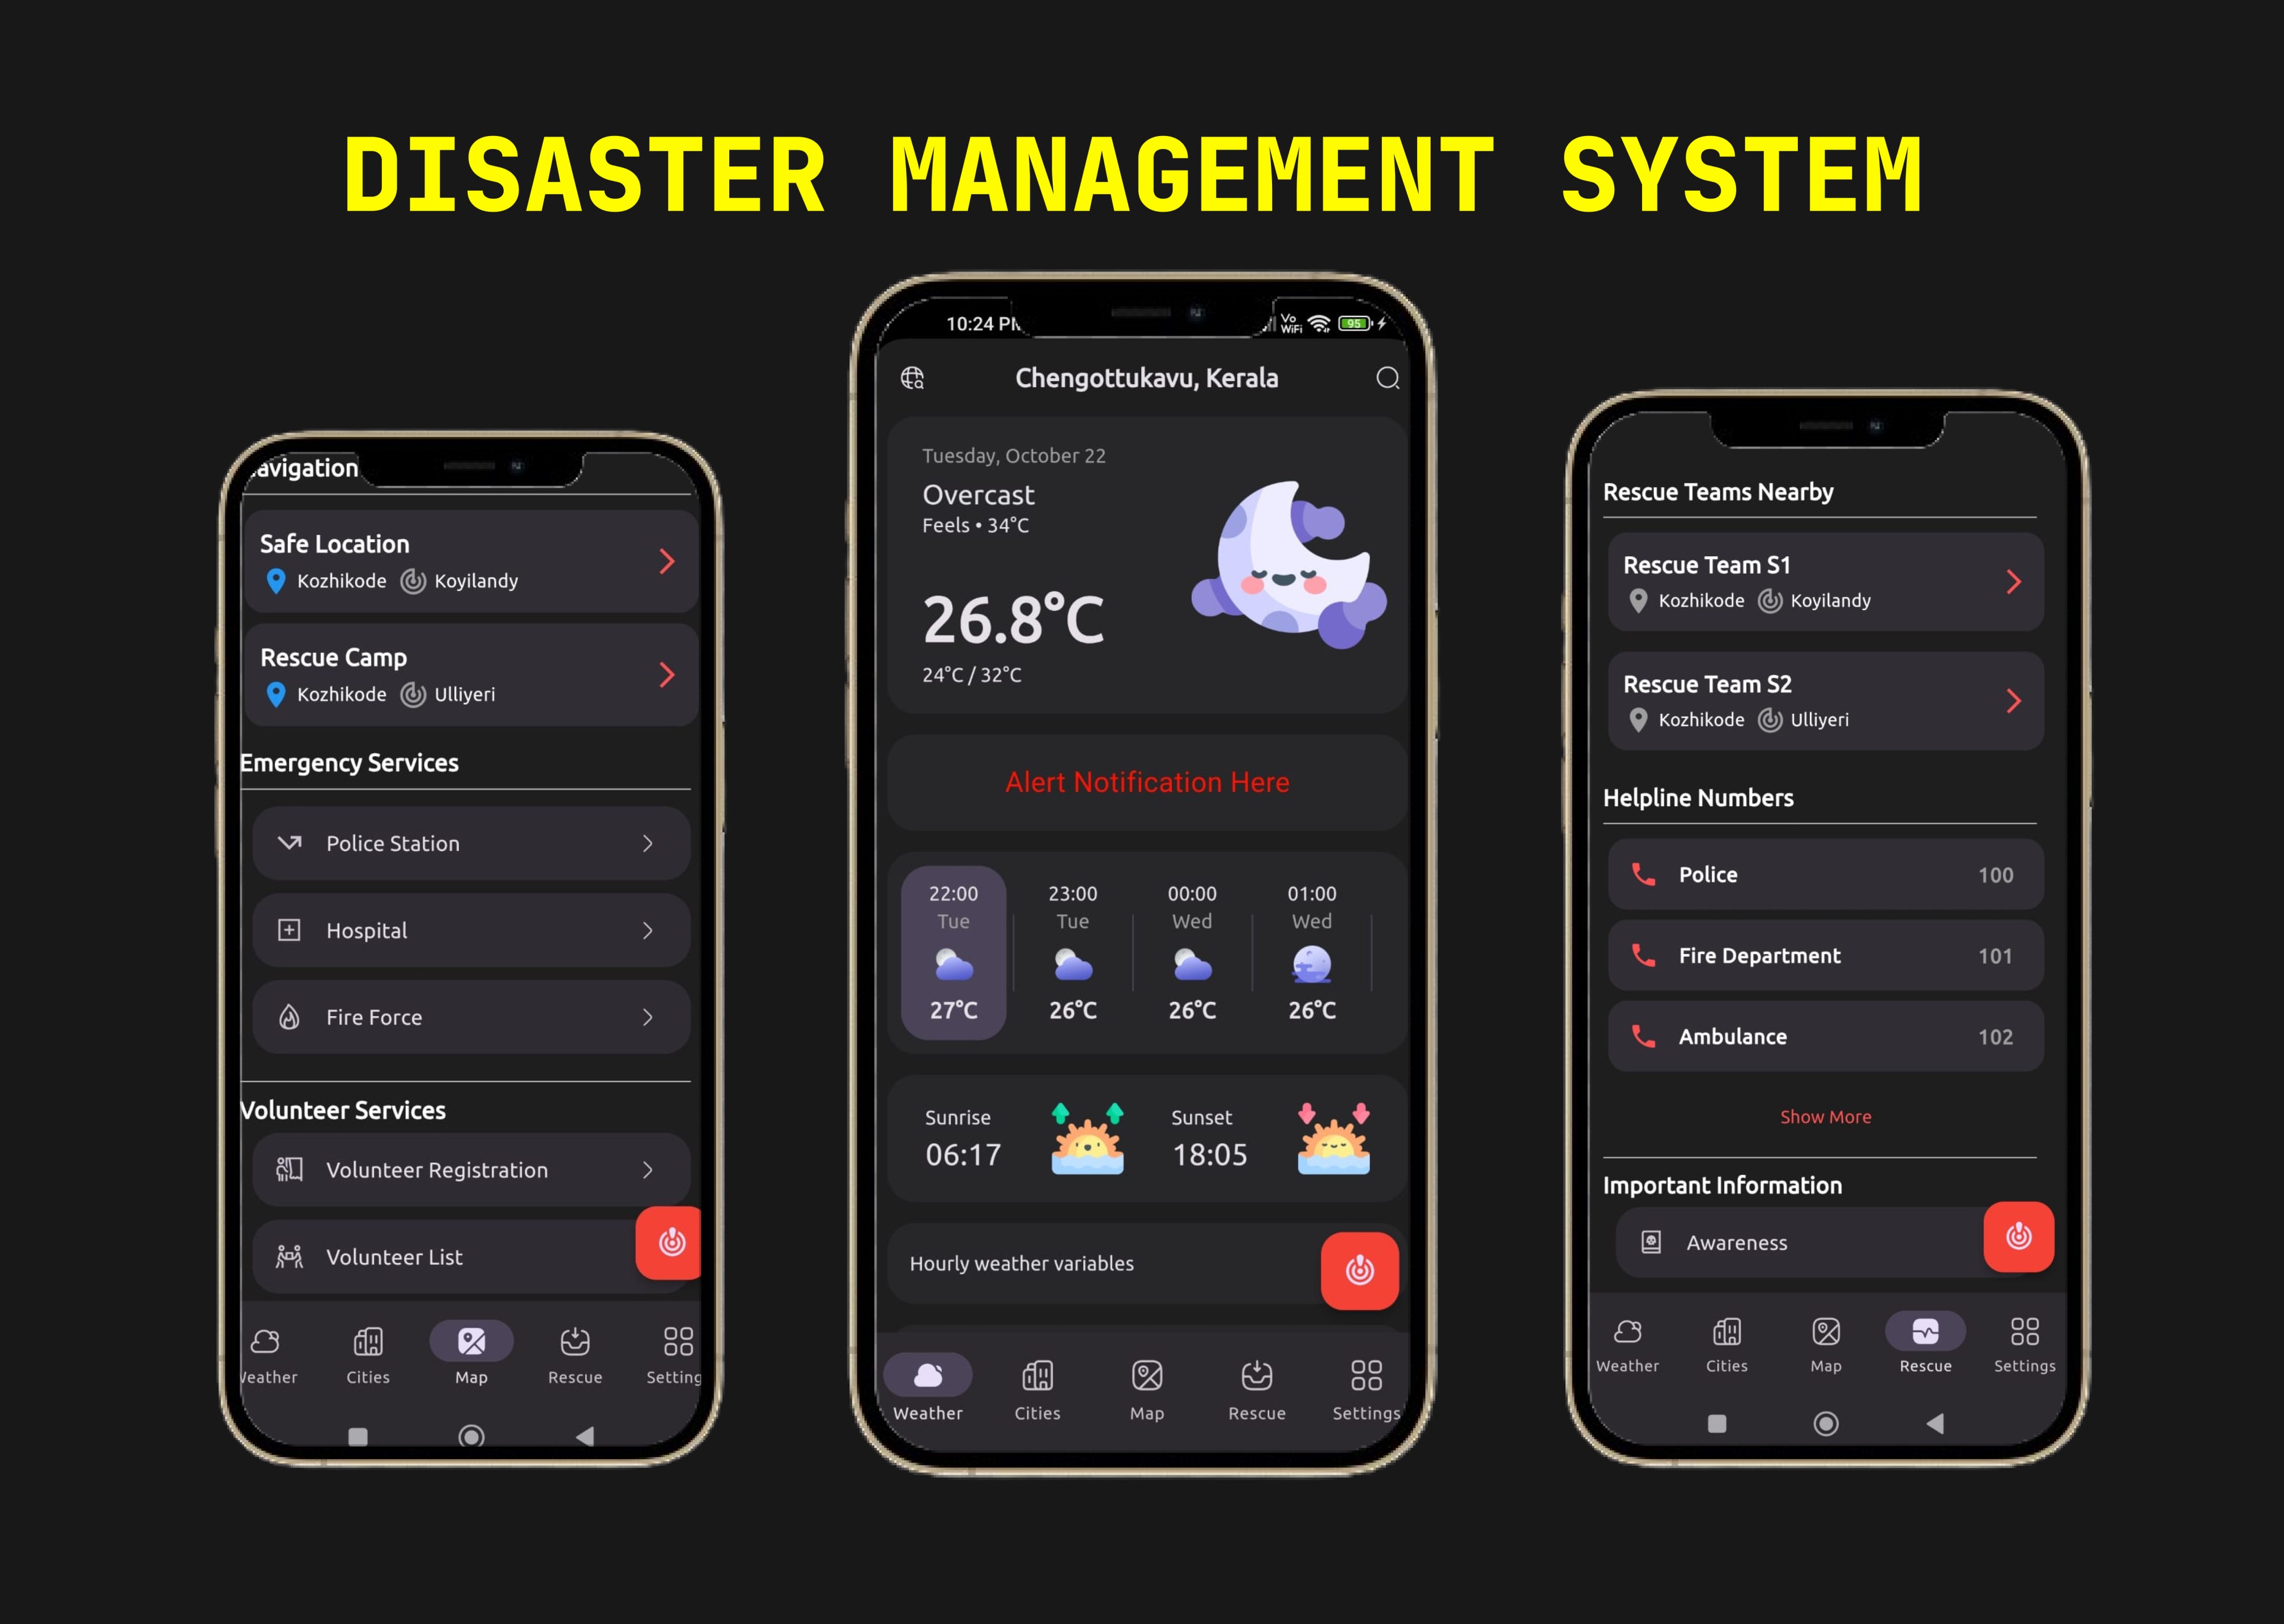 DISASTER MANAGEMENT SYSTEM
avigation
Safe Location
Kozhikode Koyilandy
Rescue Camp
Kozhikode Ulliyeri
Emergency Services
Police Station
Hospital
Fire Force
Volunteer Services
Volunteer Registration
Volunteer List
Weather Cities Map Rescue Setting
10:24 PM Vo WiFi 95
Chengottukavu, Kerala
Tuesday, October 22
Overcast
Feels • 34°C
26.8°C
24°C / 32°C
Alert Notification Here
22:00 23:00 00:00 01:00
Tue Tue Wed Wed
27°C 26°C 26°C 26°C
Sunrise Sunset
06:17 18:05
Hourly weather variables
Weather Cities Map Rescue Settings
Rescue Teams Nearby
Rescue Team S1
Kozhikode Koyilandy
Rescue Team S2
Kozhikode Ulliyeri
Helpline Numbers
Police 100
Fire Department 101
Ambulance 102
Show More
Important Information
Awareness
Weather Cities Map Rescue Settings